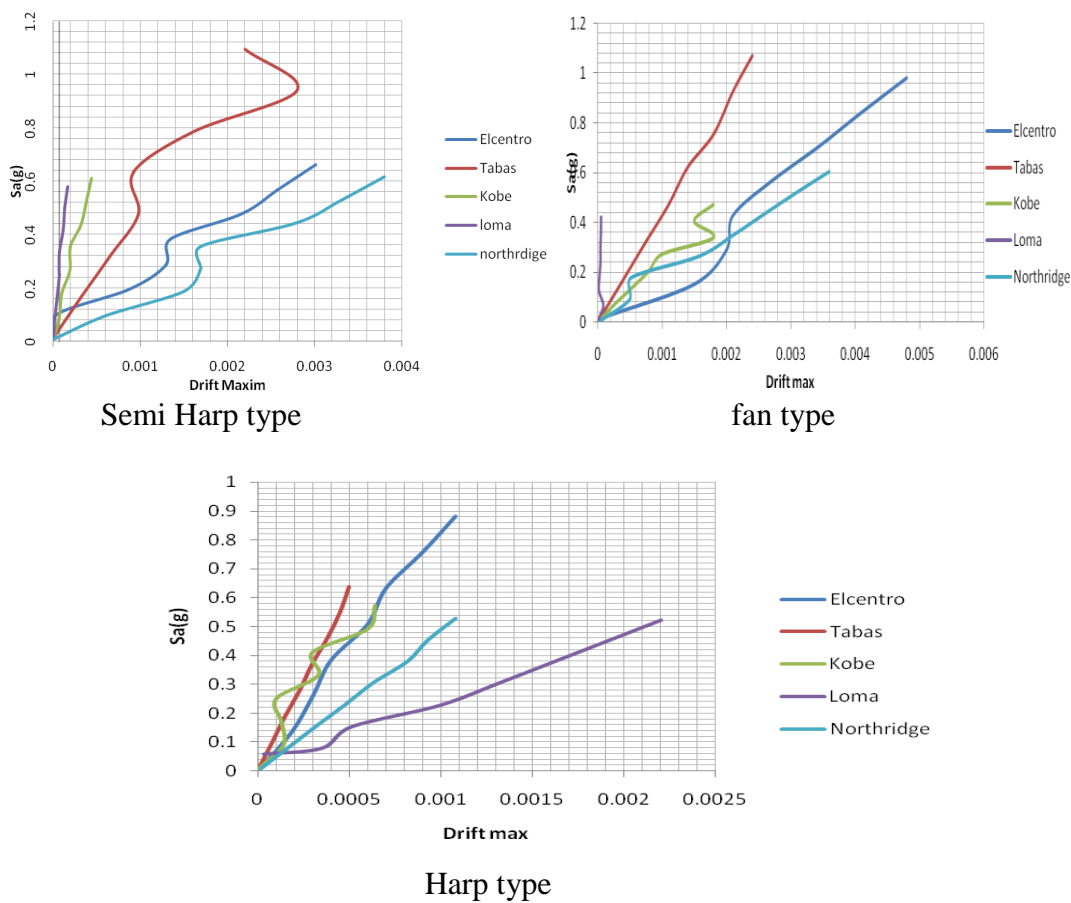 Sa(g)
1.2
1
0.8
0.6
0.4
0.2
0
0 0.001 0.002 0.003 0.004
Drift Maxim
Elcentro
Tabas
Kobe
loma
northrdige
Semi Harp type
Sa(g)
1.2
1
0.8
0.6
0.4
0.2
0
0 0.001 0.002 0.003 0.004 0.005 0.006
Drift max
Elcentro
Tabas
Kobe
Loma
Northridge
fan type
Sa(g)
1
0.9
0.8
0.7
0.6
0.5
0.4
0.3
0.2
0.1
0
0 0.0005 0.001 0.0015 0.002 0.0025
Drift max
Elcentro
Tabas
Kobe
Loma
Northridge
Harp type